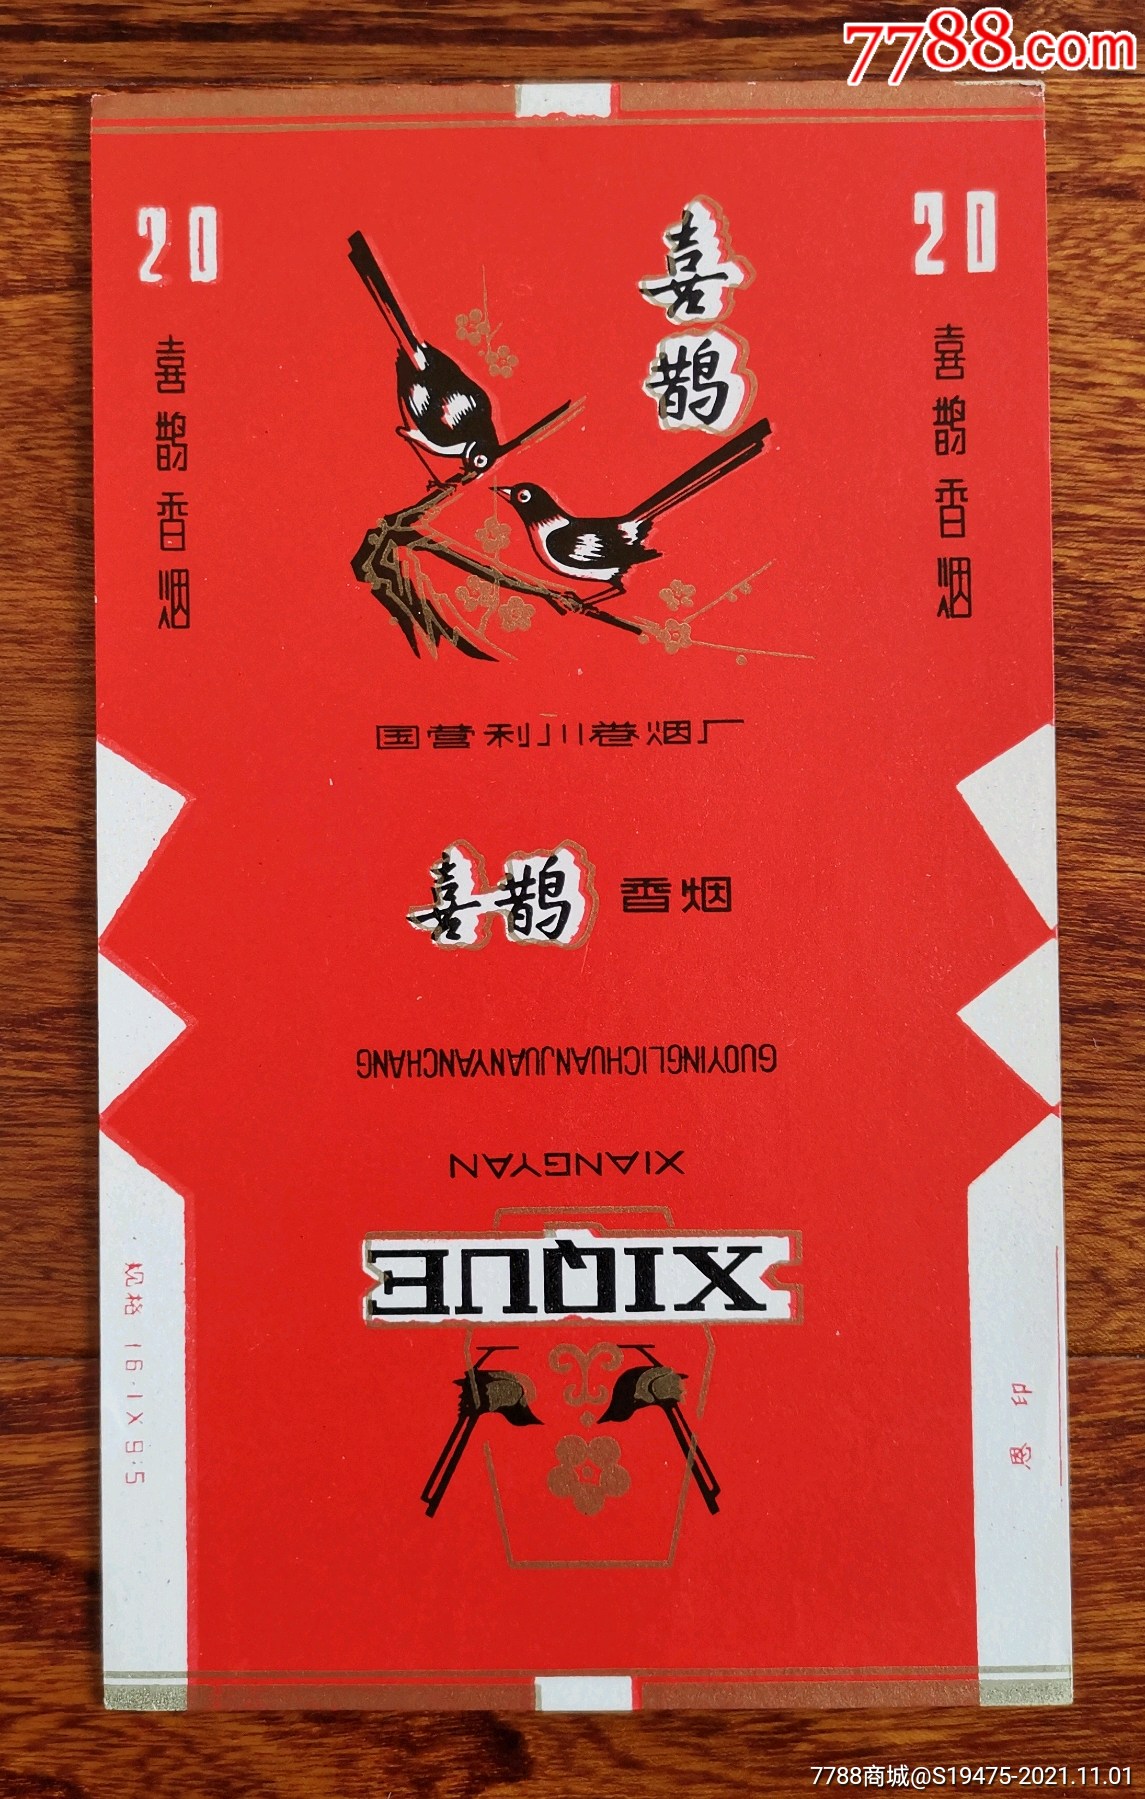 7788.com
20
20
喜鹊
喜鹊香烟
喜鹊香烟
国营利川卷烟厂
喜鹊 香烟
GUOYINGLICHUANJUANYANCHANG
XIANGYAN
XIQUE
规格 16.1X9.5
恩印
7788商城@S19475-2021.11.01